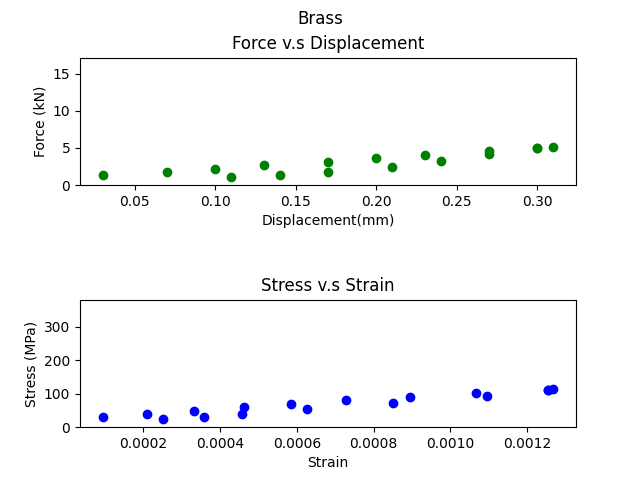 Brass
Force v.s Displacement
Force (kN)
15
10
5
0
0.05 0.10 0.15 0.20 0.25 0.30
Displacement(mm)
Stress v.s Strain
Stress (MPa)
300
200
100
0
0.0002 0.0004 0.0006 0.0008 0.0010 0.0012
Strain